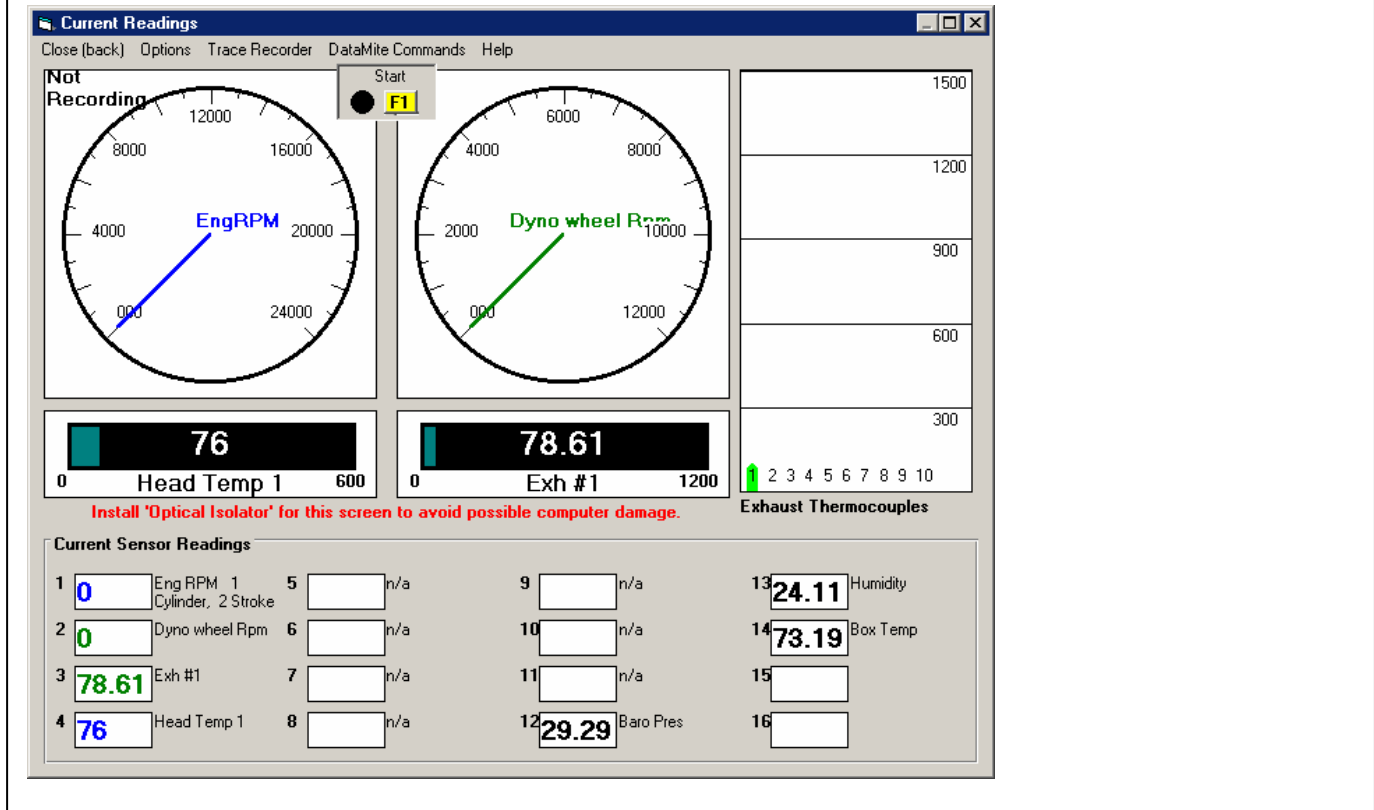 Current Readings
Close (back) Options Trace Recorder DataMite Commands Help
Not
Recording
Start
F1
12000
8000
16000
EngRPM
4000
20000
000
24000
6000
4000
8000
Dyno wheel Rpm
2000
10000
000
12000
1500
1200
900
600
300
1 2 3 4 5 6 7 8 9 10
Exhaust Thermocouples
76
0 Head Temp 1 600
78.61
0 Exh #1 1200
Install 'Optical Isolator' for this screen to avoid possible computer damage.
Current Sensor Readings
1 0 Eng RPM 1
Cylinder, 2 Stroke
5 n/a
9 n/a
13 24.11 Humidity
2 0 Dyno wheel Rpm
6 n/a
10 n/a
14 73.19 Box Temp
3 78.61 Exh #1
7 n/a
11 n/a
15
4 76 Head Temp 1
8 n/a
12 29.29 Baro Pres
16